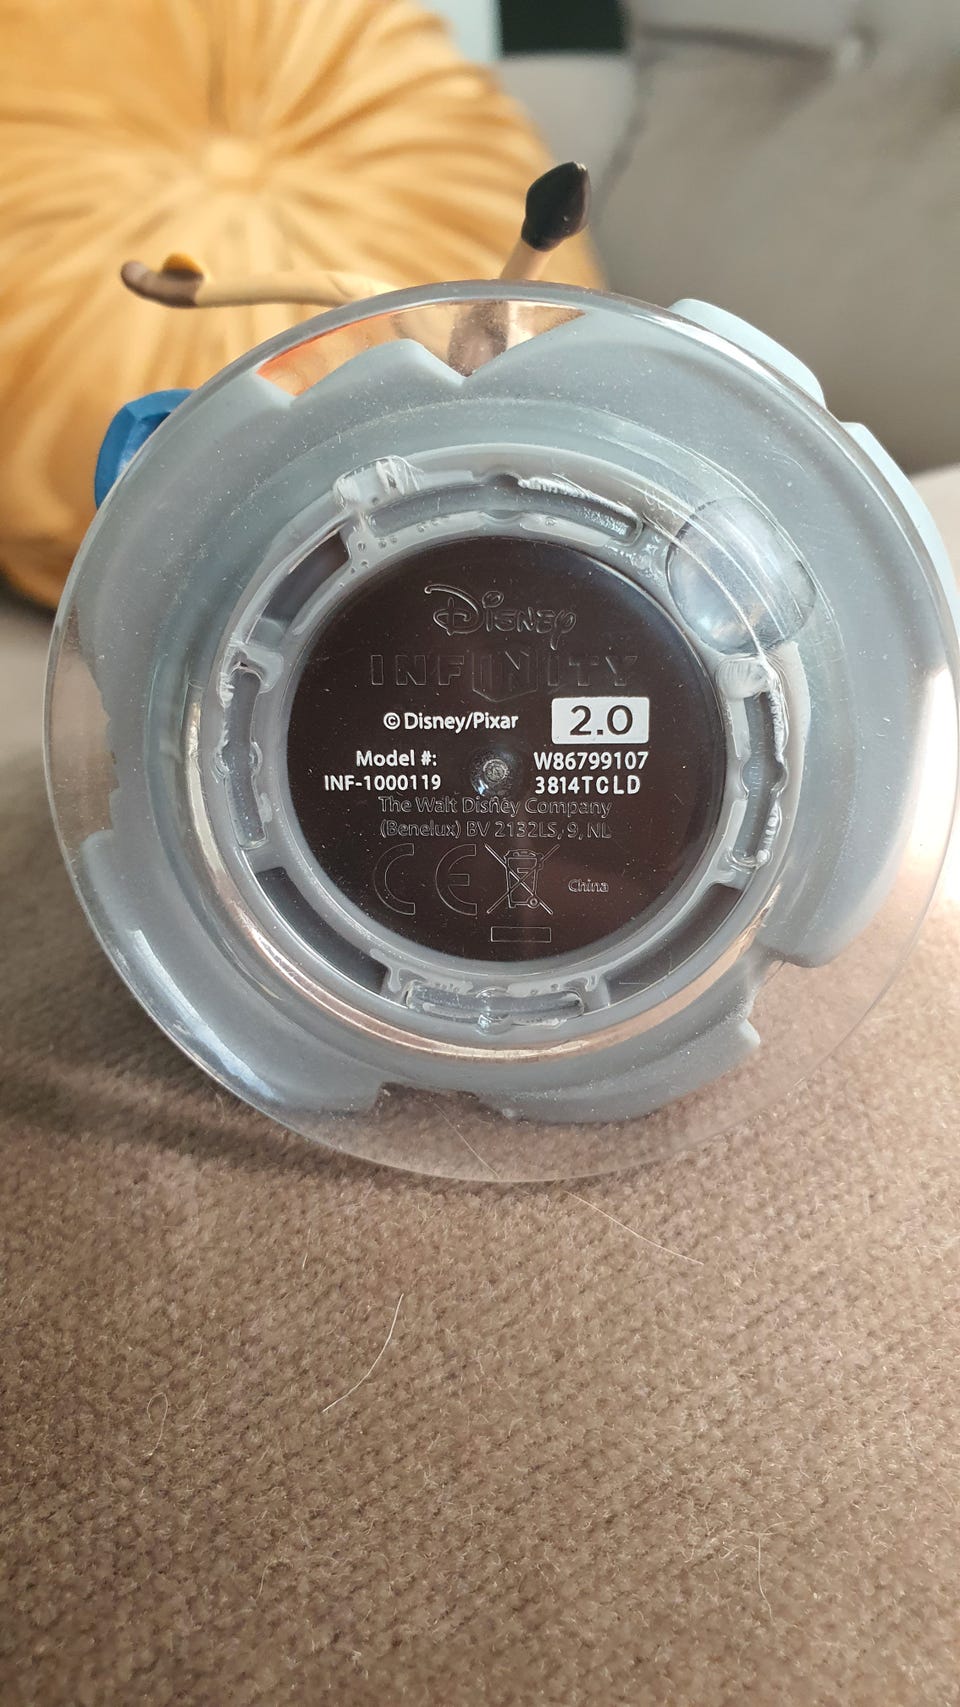 Disney
INFINITY
© Disney/Pixar 2.0
Model #: W86799107
INF-1000119 3814TCLD
The Walt Disney Company
(Benelux) BV 2132LS, 9, NL
CE China